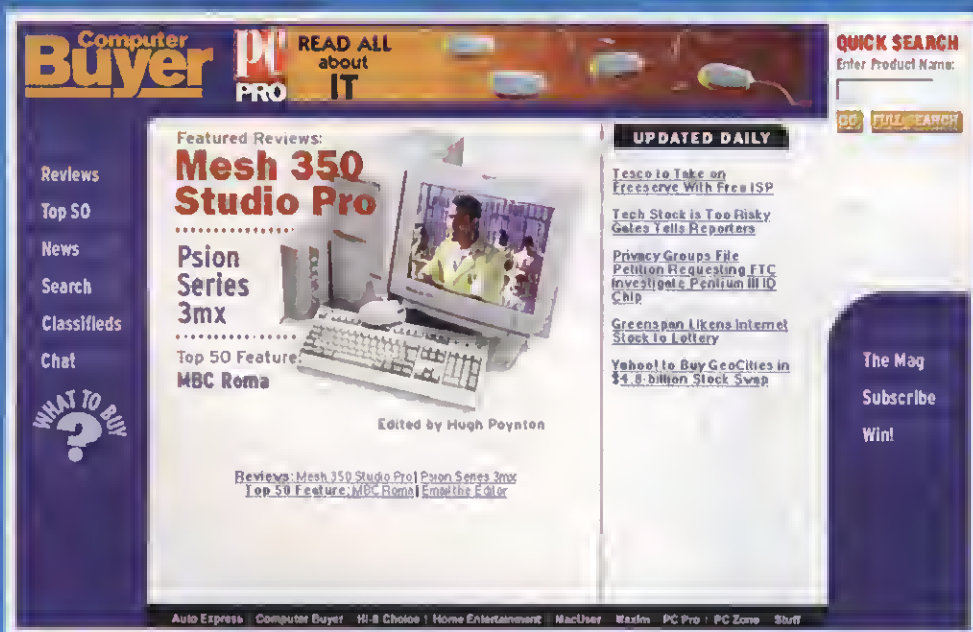 Computer
Buyer
PC
PRO
READ ALL
about
IT
QUICK SEARCH
Enter Product Name:
GO FULL SEARCH
Reviews
Top 50
News
Search
Classifieds
Chat
WHAT TO BUY
?
Featured Reviews:
Mesh 350
Studio Pro
Psion
Series
3mx
Top 50 Feature:
MBC Roma
Edited by Hugh Poynton
Reviews: Mesh 350 Studio Pro | Psion Series 3mx
Top 50 Feature: MBC Roma | Email the Editor
UPDATED DAILY
Tesco to Take on
Freeserve With Free ISP
Tech Stock is Too Risky
Gates Tells Reporters
Privacy Groups File
Petition Requesting FTC
Investigate Pentium III ID
Chip
Greenspan Likens Internet
Stock to Lottery
Yahoo! to Buy GeoCities in
$4.8-billion Stock Swap
The Mag
Subscribe
Win!
Auto Express | Computer Buyer | Hi-fi Choice | Home Entertainment | MacUser | Maxim | PC Pro | PC Zone | Stuff